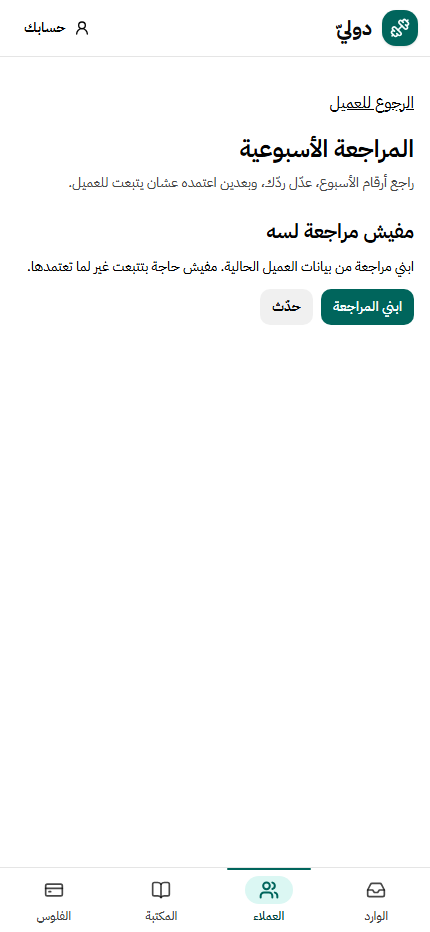 دوليّ
حسابك
الرجوع للعميل
المراجعة الأسبوعية
راجع أرقام الأسبوع، عدّل ردّك، وبعدين اعتمده عشان يتبعت للعميل.
مفيش مراجعة لسه
ابني مراجعة من بيانات العميل الحالية. مفيش حاجة بتتبعت غير لما تعتمدها.
ابني المراجعة
حدّث
الوارد
العملاء
المكتبة
الفلوس